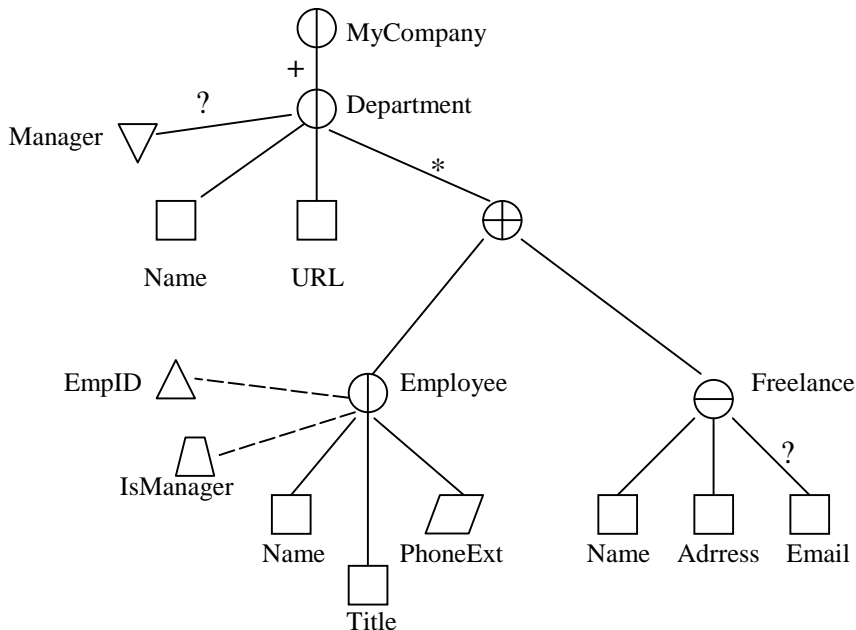 MyCompany
+
Department
?
Manager
*
Name URL
EmpID
Employee
Freelance
IsManager
?
Name PhoneExt Name Adrress Email
Title